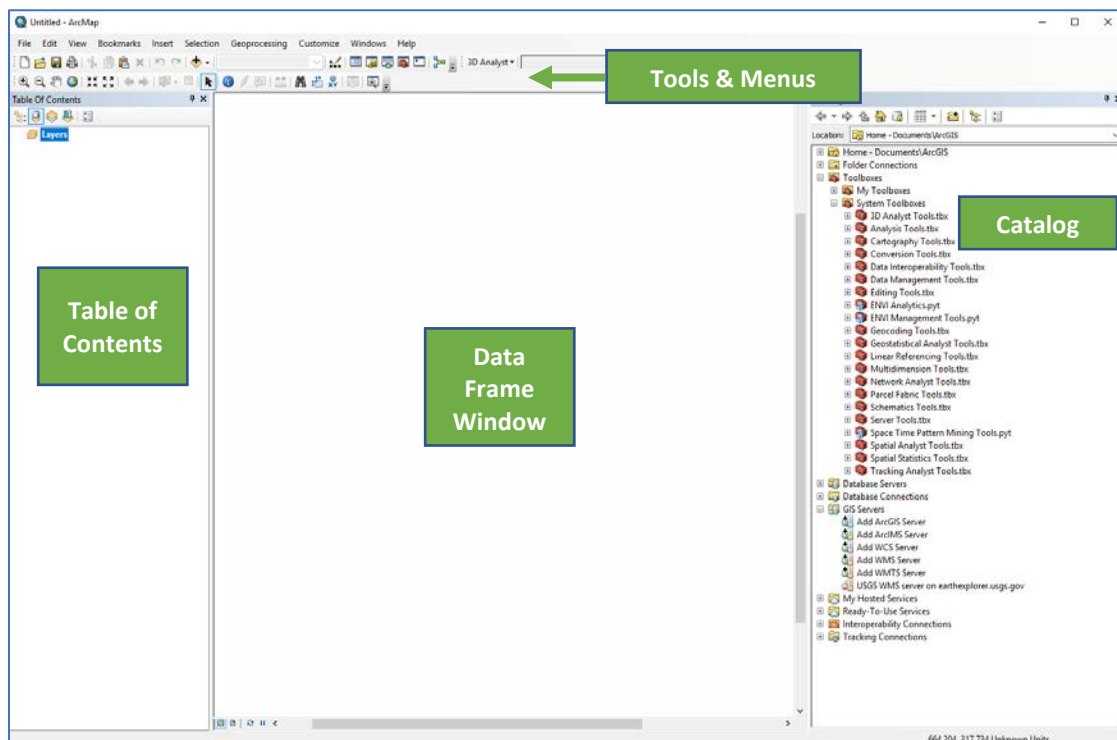 Untitled - ArcMap
File Edit View Bookmarks Insert Selection Geoprocessing Customize Windows Help
3D Analyst
Tools & Menus
Table Of Contents
Layers
Location: Home - Documents\ArcGIS
Home - Documents\ArcGIS
Folder Connections
Toolboxes
My Toolboxes
System Toolboxes
3D Analyst Tools.tbx
Analysis Tools.tbx
Cartography Tools.tbx
Conversion Tools.tbx
Data Interoperability Tools.tbx
Data Management Tools.tbx
Editing Tools.tbx
ENVI Analytics.pyt
ENVI Management Tools.pyt
Geocoding Tools.tbx
Geostatistical Analyst Tools.tbx
Linear Referencing Tools.tbx
Multidimension Tools.tbx
Network Analyst Tools.tbx
Parcel Fabric Tools.tbx
Schematics Tools.tbx
Server Tools.tbx
Space Time Pattern Mining Tools.pyt
Spatial Analyst Tools.tbx
Spatial Statistics Tools.tbx
Tracking Analyst Tools.tbx
Database Servers
Database Connections
GIS Servers
Add ArcGIS Server
Add ArcIMS Server
Add WCS Server
Add WMS Server
Add WMTS Server
USGS WMS server on earthexplorer.usgs.gov
My Hosted Services
Ready-To-Use Services
Interoperability Connections
Tracking Connections
Catalog
Table of
Contents
Data
Frame
Window
664.204 317.734 Unknown Units